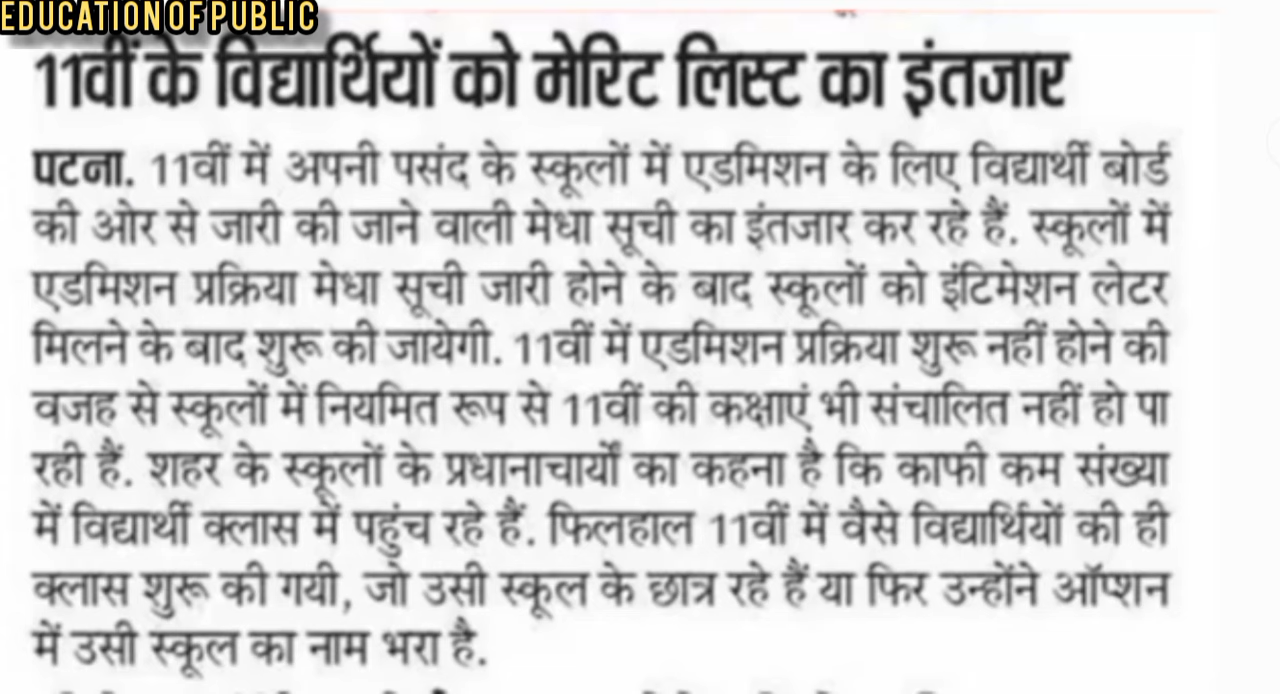 EDUCATION OF PUBLIC
11वीं के विद्यार्थियों को मेरिट लिस्ट का इंतजार
पटना. 11वीं में अपनी पसंद के स्कूलों में एडमिशन के लिए विद्यार्थी बोर्ड
की ओर से जारी की जाने वाली मेधा सूची का इंतजार कर रहे हैं. स्कूलों में
एडमिशन प्रक्रिया मेधा सूची जारी होने के बाद स्कूलों को इंटिमेशन लेटर
मिलने के बाद शुरू की जायेगी. 11वीं में एडमिशन प्रक्रिया शुरू नहीं होने की
वजह से स्कूलों में नियमित रूप से 11वीं की कक्षाएं भी संचालित नहीं हो पा
रही हैं. शहर के स्कूलों के प्रधानाचार्यों का कहना है कि काफी कम संख्या
में विद्यार्थी क्लास में पहुंच रहे हैं. फिलहाल 11वीं में वैसे विद्यार्थियों की ही
क्लास शुरू की गयी, जो उसी स्कूल के छात्र रहे हैं या फिर उन्होंने ऑप्शन
में उसी स्कूल का नाम भरा है.